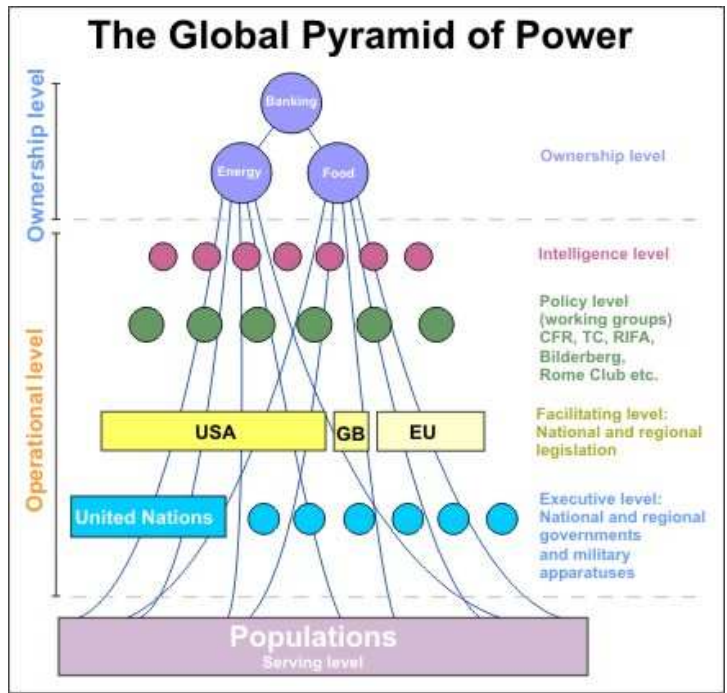 The Global Pyramid of Power
Ownership level
Banking
Energy
Food
Ownership level
Operational level
Intelligence level
Policy level
(working groups)
CFR, TC, RIFA,
Bilderberg,
Rome Club etc.
USA
GB
EU
Facilitating level:
National and regional
legislation
United Nations
Executive level:
National and regional
governments
and military
apparatuses
Populations
Serving level